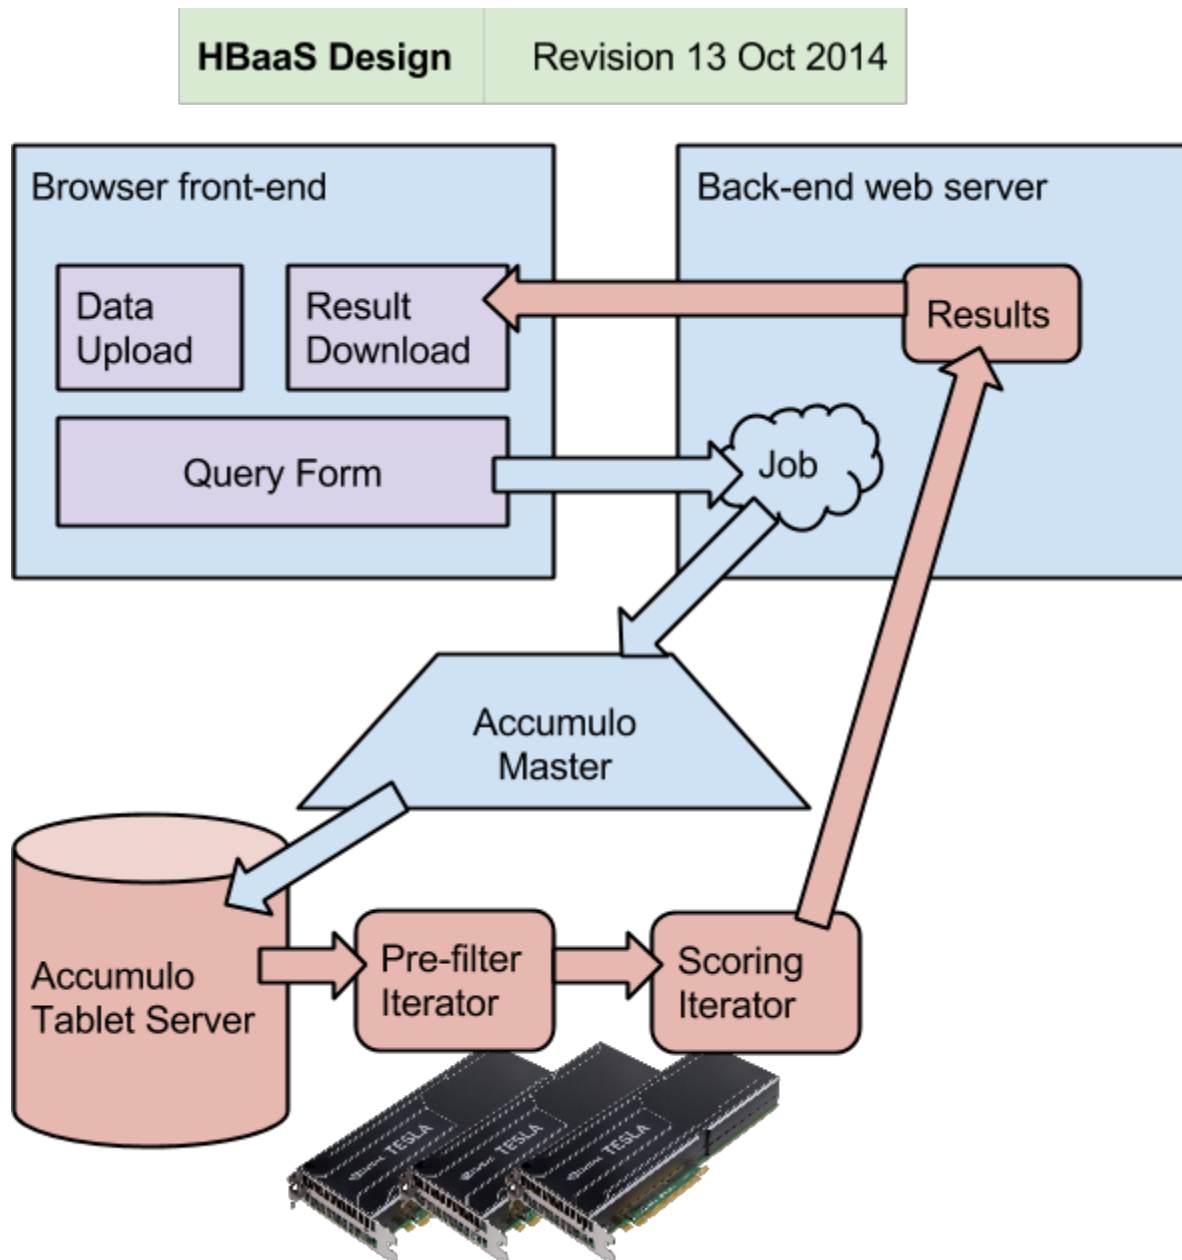 HBaaS Design
Revision 13 Oct 2014
Browser front-end
Back-end web server
Data
Upload
Result
Download
Results
Query Form
Job
Accumulo
Master
Accumulo
Tablet Server
Pre-filter
Iterator
Scoring
Iterator
TESLA
TESLA
TESLA